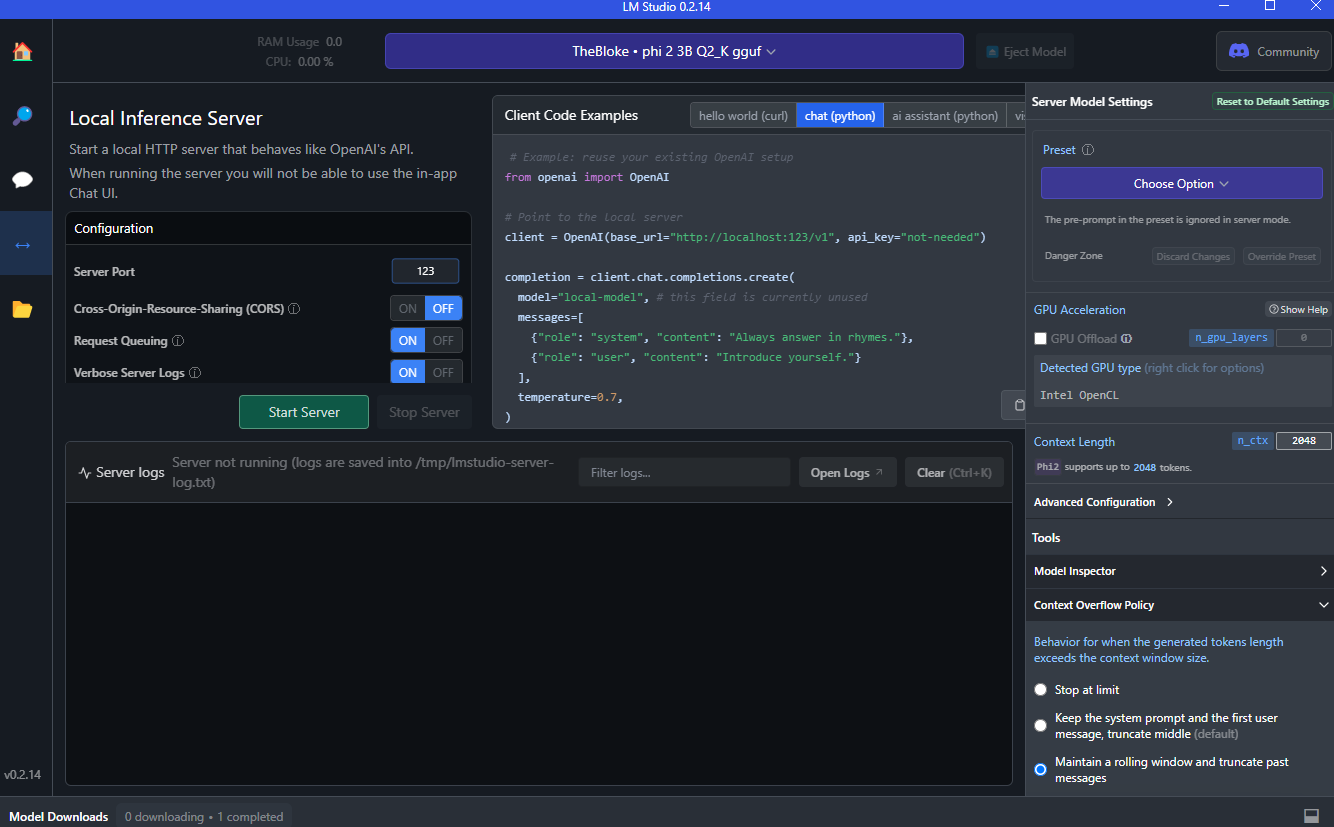 LM Studio 0.2.14
RAM Usage 0.0
CPU: 0.00 %
TheBloke • phi 2 3B Q2_K gguf
Eject Model
Community
Local Inference Server
Start a local HTTP server that behaves like OpenAI's API.
When running the server you will not be able to use the in-app
Chat UI.
Configuration
Server Port 123
Cross-Origin-Resource-Sharing (CORS) ON OFF
Request Queuing ON OFF
Verbose Server Logs ON OFF
Start Server Stop Server
Client Code Examples
hello world (curl) chat (python) ai assistant (python) vi
# Example: reuse your existing OpenAI setup
from openai import OpenAI
# Point to the local server
client = OpenAI(base_url="http://localhost:123/v1", api_key="not-needed")
completion = client.chat.completions.create(
model="local-model", # this field is currently unused
messages=[
{"role": "system", "content": "Always answer in rhymes."},
{"role": "user", "content": "Introduce yourself."}
],
temperature=0.7,
)
Server logs
Server not running (logs are saved into /tmp/lmstudio-server-
log.txt)
Filter logs...
Open Logs
Clear (Ctrl+K)
Server Model Settings
Reset to Default Settings
Preset
Choose Option
The pre-prompt in the preset is ignored in server mode.
Danger Zone Discard Changes Override Preset
GPU Acceleration Show Help
GPU Offload n_gpu_layers 0
Detected GPU type (right click for options)
Intel OpenCL
Context Length n_ctx 2048
Phi2 supports up to 2048 tokens.
Advanced Configuration
Tools
Model Inspector
Context Overflow Policy
Behavior for when the generated tokens length
exceeds the context window size.
Stop at limit
Keep the system prompt and the first user
message, truncate middle (default)
Maintain a rolling window and truncate past
messages
v0.2.14
Model Downloads 0 downloading • 1 completed